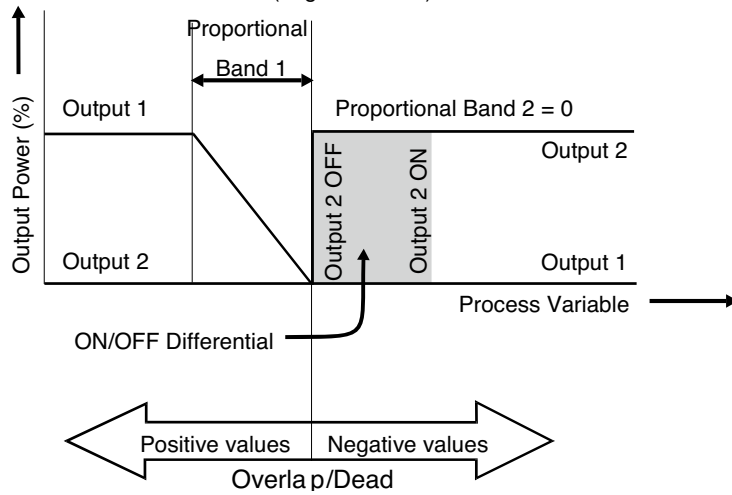 Proportional
Band 1
Output Power (%)
Output 1
Proportional Band 2 = 0
Output 2 OFF
Output 2 ON
Output 2
Output 2
Output 1
Process Variable
ON/OFF Differential
Positive values
Negative values
Overlap/Dead